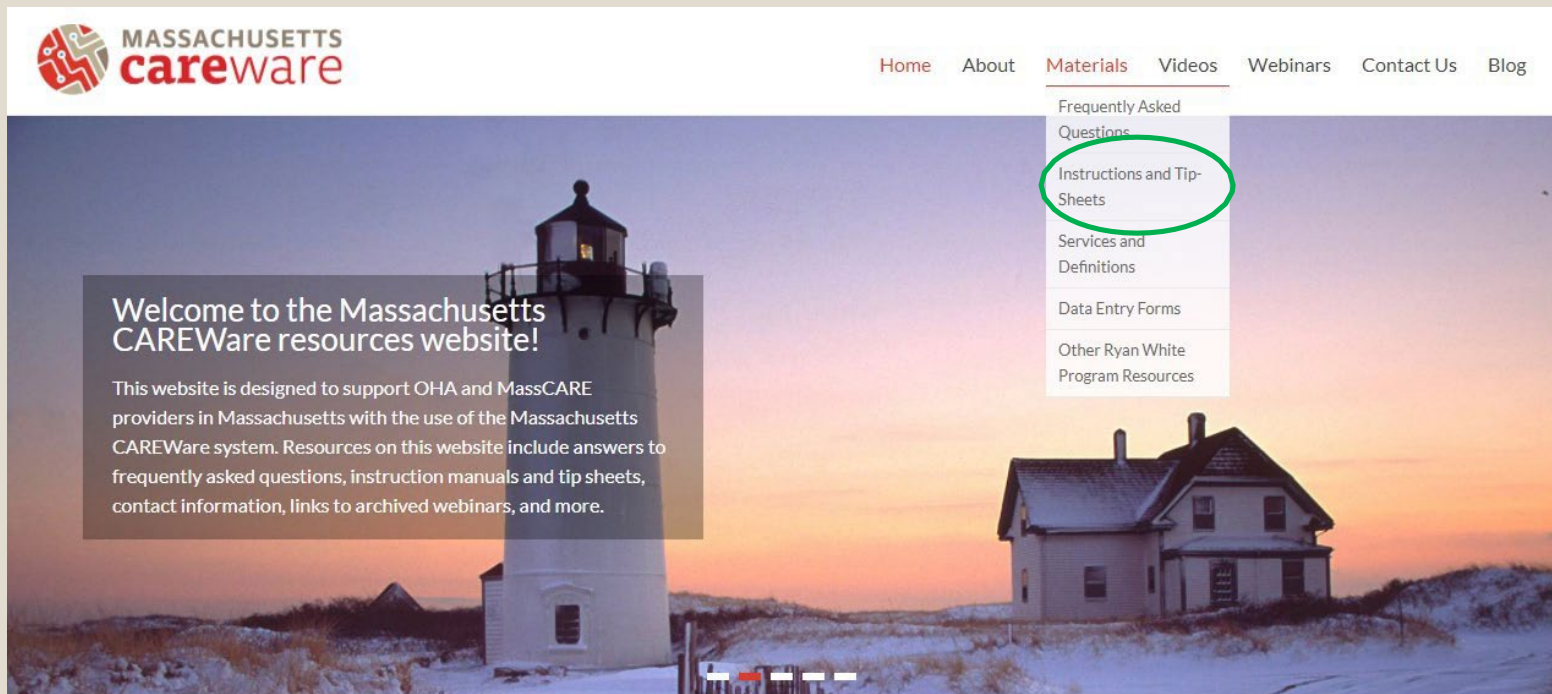 MASSACHUSETTS
careware
Home About Materials Videos Webinars Contact Us Blog
Frequently Asked
Questions
Instructions and Tip-
Sheets
Services and
Definitions
Data Entry Forms
Other Ryan White
Program Resources
Welcome to the Massachusetts
CAREWare resources website!
This website is designed to support OHA and MassCARE
providers in Massachusetts with the use of the Massachusetts
CAREWare system. Resources on this website include answers to
frequently asked questions, instruction manuals and tip sheets,
contact information, links to archived webinars, and more.